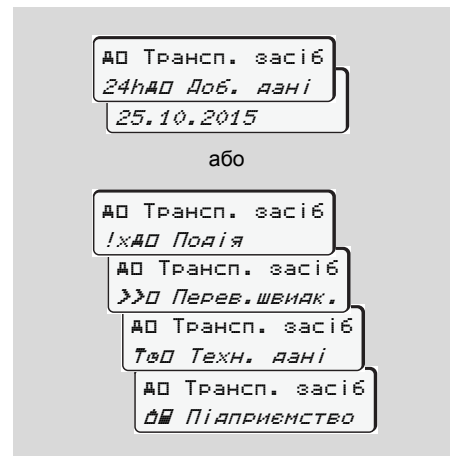 Трансп. засіб
24h Доб. дані
25.10.2015
або
Трансп. засіб
!x Подія
Трансп. засіб
>> Перев.швидк.
Трансп. засіб
T Техн. дані
Трансп. засіб
Підприємство